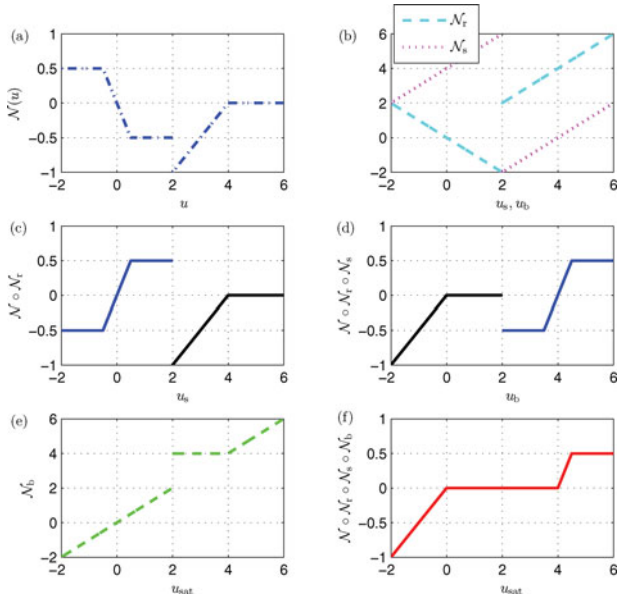 (a)
1
0.5
0
−0.5
−1
𝒩(u)
−2 0 2 4 6
u
(b)
6
4
2
0
−2
𝒩r
𝒩s
−2 0 2 4 6
us, ub
(c)
1
0.5
0
−0.5
−1
𝒩 ∘ 𝒩r
−2 0 2 4 6
us
(d)
1
0.5
0
−0.5
−1
𝒩 ∘ 𝒩r ∘ 𝒩s
−2 0 2 4 6
ub
(e)
6
4
2
0
−2
𝒩b
−2 0 2 4 6
usat
(f)
1
0.5
0
−0.5
−1
𝒩 ∘ 𝒩r ∘ 𝒩s ∘ 𝒩b
−2 0 2 4 6
usat